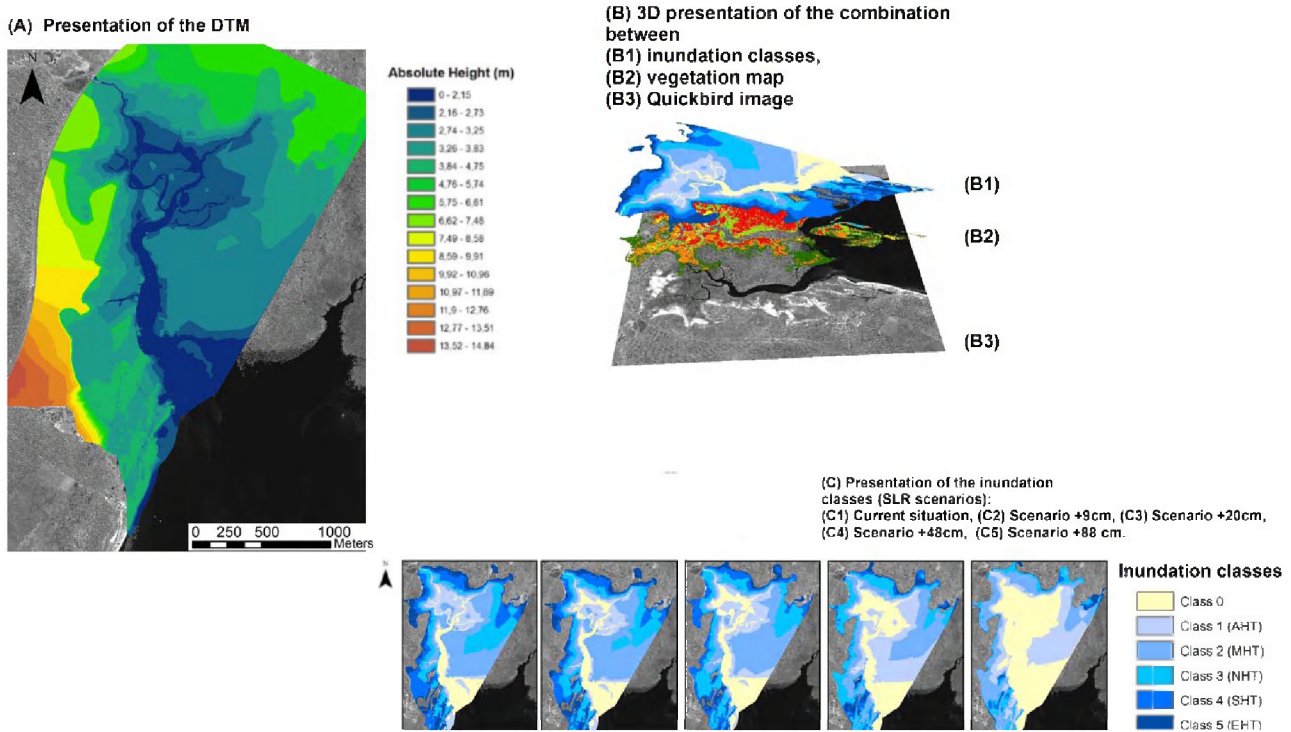 (A) Presentation of the DTM
N
Absolute Height (m)
0 - 2,15
2,16 - 2,73
2,74 - 3,25
3,26 - 3,83
3,84 - 4,75
4,76 - 5,74
5,75 - 6,61
6,62 - 7,48
7,49 - 8,58
8,59 - 9,91
9,92 - 10,96
10,97 - 11,89
11,9 - 12,76
12,77 - 13,51
13,52 - 14,84
0 250 500 1000
Meters
(B) 3D presentation of the combination
between
(B1) inundation classes,
(B2) vegetation map
(B3) Quickbird image
(B1)
(B2)
(B3)
(C) Presentation of the inundation
classes (SLR scenarios):
(C1) Current situation, (C2) Scenario +9cm, (C3) Scenario +20cm,
(C4) Scenario +48cm, (C5) Scenario +88 cm.
N
Inundation classes
Class 0
Class 1 (AHT)
Class 2 (MHT)
Class 3 (NHT)
Class 4 (SHT)
Class 5 (EHT)